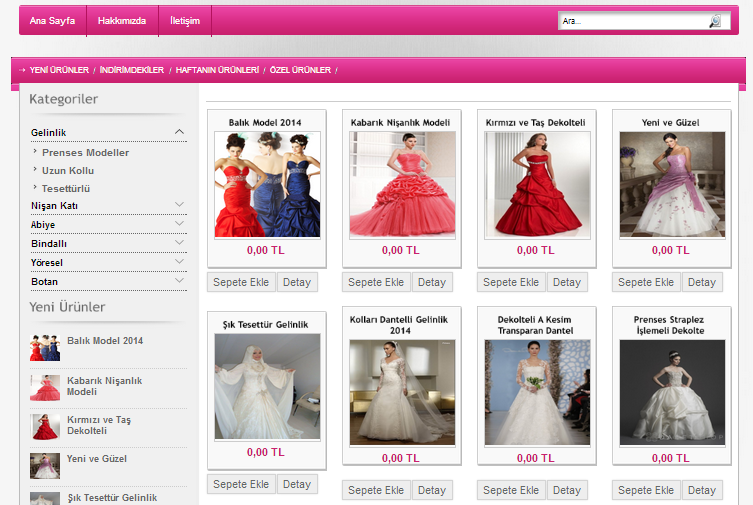 Ana Sayfa
Hakkımızda
İletişim
Ara...
→ YENİ ÜRÜNLER / İNDİRİMDEKİLER / HAFTANIN ÜRÜNLERİ / ÖZEL ÜRÜNLER /
Kategoriler
Gelinlik
Prenses Modeller
Uzun Kollu
Tesettürlü
Nişan Katı
Abiye
Bindallı
Yöresel
Botan
Yeni Ürünler
Balık Model 2014
Kabarık Nişanlık
Modeli
Kırmızı ve Taş
Dekolteli
Yeni ve Güzel
Şık Tesettür Gelinlik
Balık Model 2014
0,00 TL
Sepete Ekle
Detay
Kabarık Nişanlık Modeli
0,00 TL
Sepete Ekle
Detay
Kırmızı ve Taş Dekolteli
0,00 TL
Sepete Ekle
Detay
Yeni ve Güzel
0,00 TL
Sepete Ekle
Detay
Şık Tesettür Gelinlik
0,00 TL
Sepete Ekle
Detay
Kolları Dantelli Gelinlik
2014
0,00 TL
Sepete Ekle
Detay
Dekolteli A Kesim
Transparan Dantel
0,00 TL
Sepete Ekle
Detay
Prenses Straplez
İşlemeli Dekolte
0,00 TL
Sepete Ekle
Detay